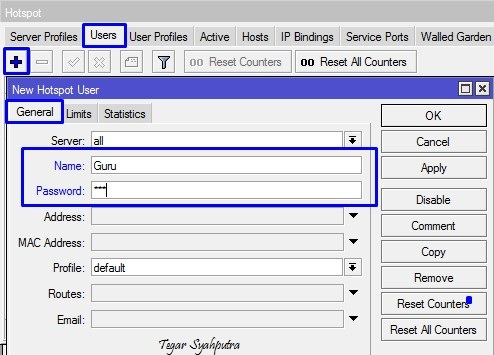 Hotspot
Server Profiles Users User Profiles Active Hosts IP Bindings Service Ports Walled Garden
00 Reset Counters 00 Reset All Counters
New Hotspot User
General Limits Statistics
Server: all
Name: Guru
Password: ***
Address:
MAC Address:
Profile: default
Routes:
Email:
OK
Cancel
Apply
Disable
Comment
Copy
Remove
Reset Counters
Reset All Counters
Tegar Syahputra